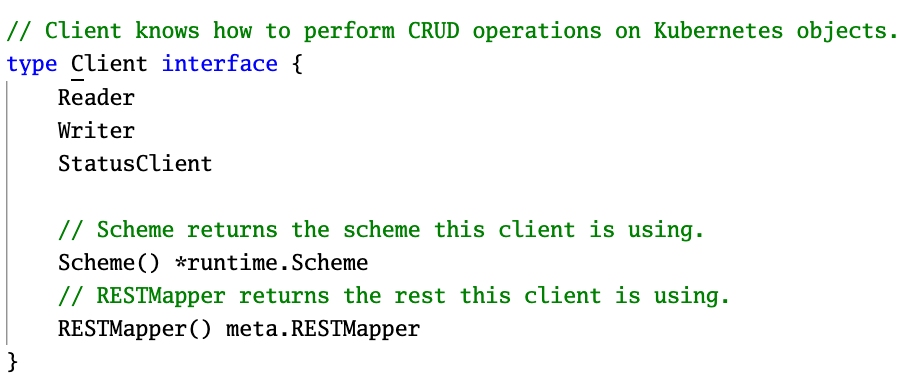 // Client knows how to perform CRUD operations on Kubernetes objects.
type Client interface {
    Reader
    Writer
    StatusClient

    // Scheme returns the scheme this client is using.
    Scheme() *runtime.Scheme
    // RESTMapper returns the rest this client is using.
    RESTMapper() meta.RESTMapper
}